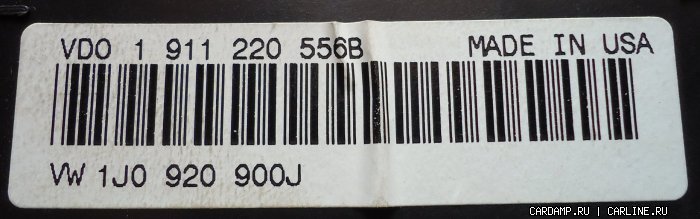 VDO 1 911 220 556B MADE IN USA
VW 1J0 920 900J
CARDAMP.RU | CARLINE.RU